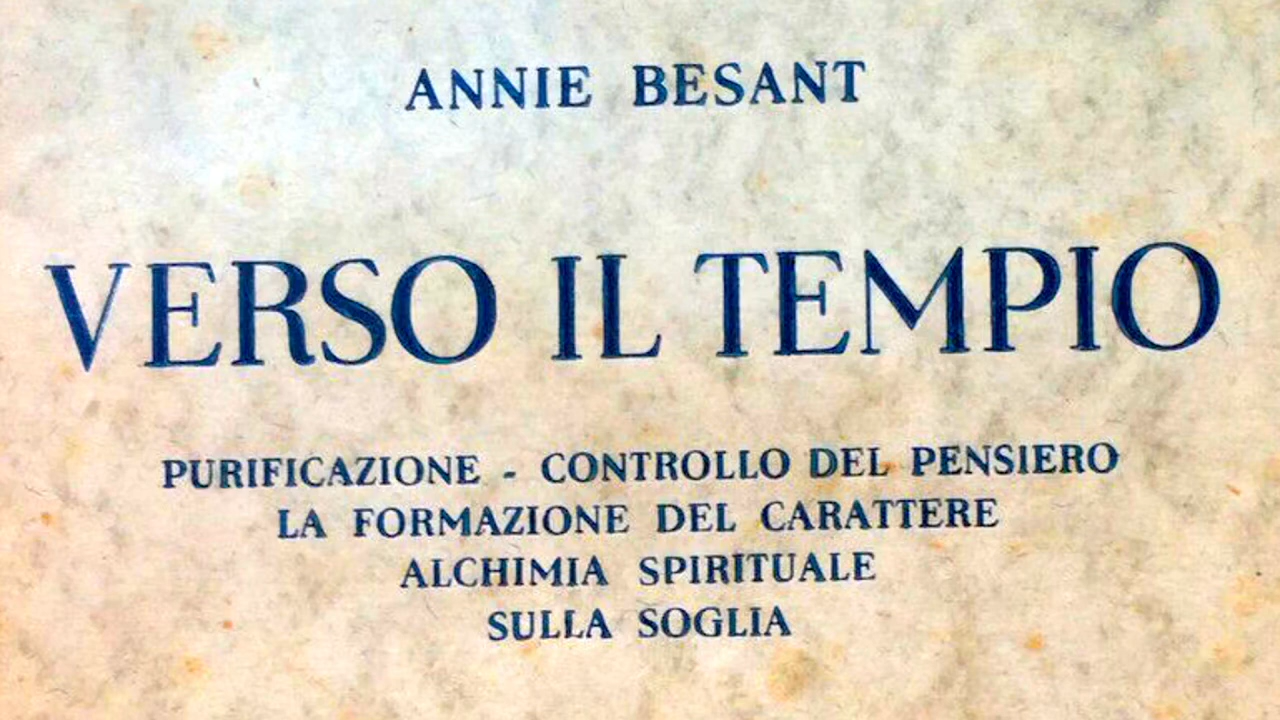 ANNIE BESANT
VERSO IL TEMPIO
PURIFICAZIONE - CONTROLLO DEL PENSIERO
LA FORMAZIONE DEL CARATTERE
ALCHIMIA SPIRITUALE
SULLA SOGLIA